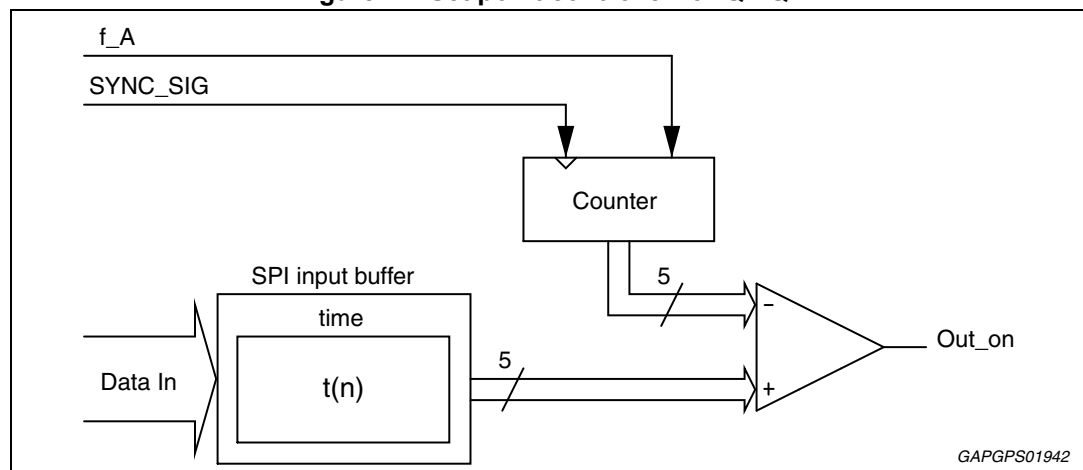 f_A
SYNC_SIG
Counter
SPI input buffer
5
time
5
Out_on
Data In
t(n)
−
+
GAPGPS01942